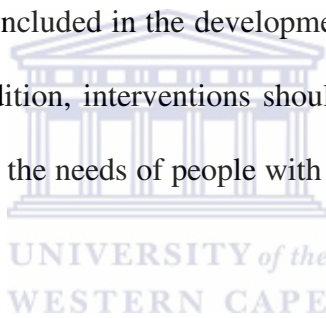 ncluded in the developme
dition, interventions shoul
the needs of people with
UNIVERSITY of the
WESTERN CAPE